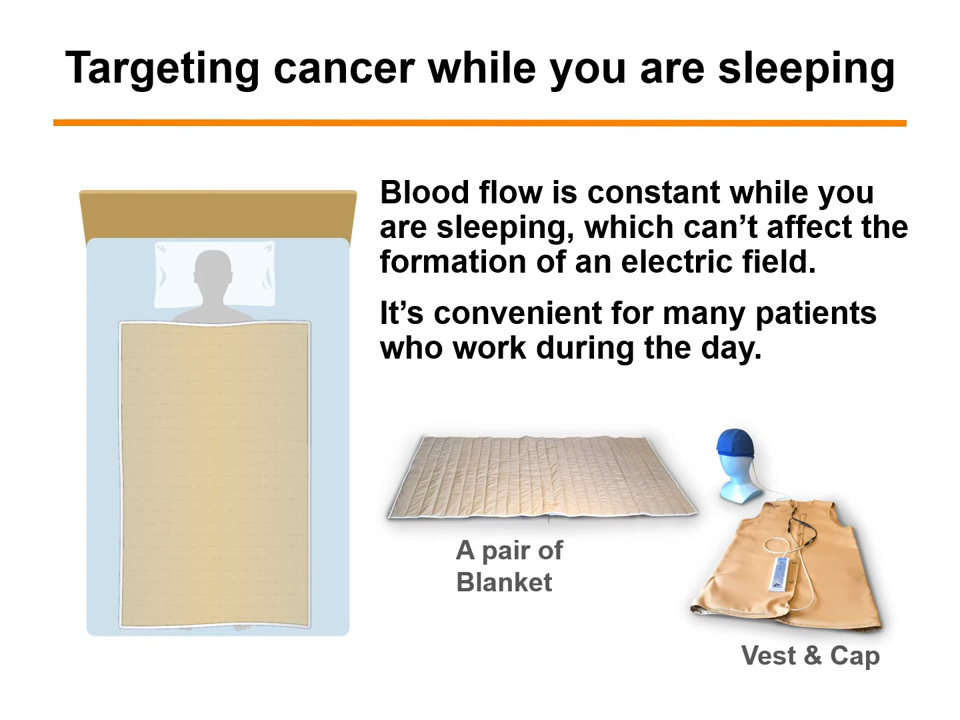 Targeting cancer while you are sleeping
Blood flow is constant while you
are sleeping, which can’t affect the
formation of an electric field.
It’s convenient for many patients
who work during the day.
A pair of
Blanket
Vest & Cap